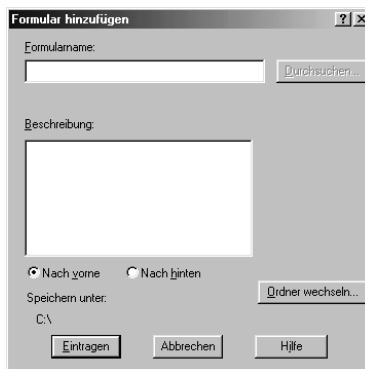 Formular hinzufügen
Formularname:
Durchsuchen...
Beschreibung:
Nach vorne Nach hinten
Ordner wechseln...
Speichern unter:
C:\
Eintragen Abbrechen Hilfe